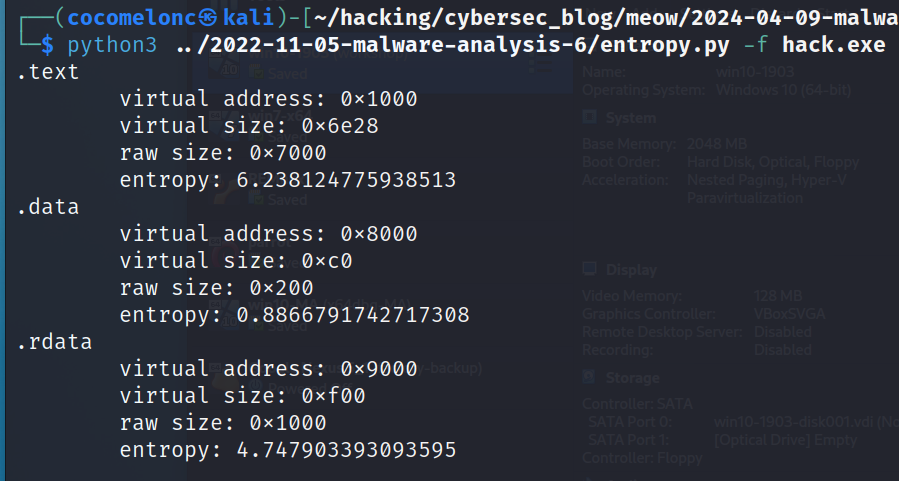 ┌──(cocomelonc㉿kali)-[~/hacking/cybersec_blog/meow/2024-04-09-malwa
└─$ python3 ../2022-11-05-malware-analysis-6/entropy.py -f hack.exe
.text
virtual address: 0×1000
virtual size: 0×6e28
raw size: 0×7000
entropy: 6.238124775938513
.data
virtual address: 0×8000
virtual size: 0×c0
raw size: 0×200
entropy: 0.8866791742717308
.rdata
virtual address: 0×9000
virtual size: 0×f00
raw size: 0×1000
entropy: 4.747903393093595
Saved
Saved
Saved
Name: win10-1903
Operating System: Windows 10 (64-bit)
System
Base Memory: 2048 MB
Boot Order: Hard Disk, Optical, Floppy
Acceleration: Nested Paging, Hyper-V
Paravirtualization
Display
Video Memory: 128 MB
Graphics Controller: VBoxSVGA
Remote Desktop Server: Disabled
Recording: Disabled
Storage
Controller: SATA
SATA Port 0: win10-1903-disk001.vdi
SATA Port 1: [Optical Drive] Empty
Controller: Floppy